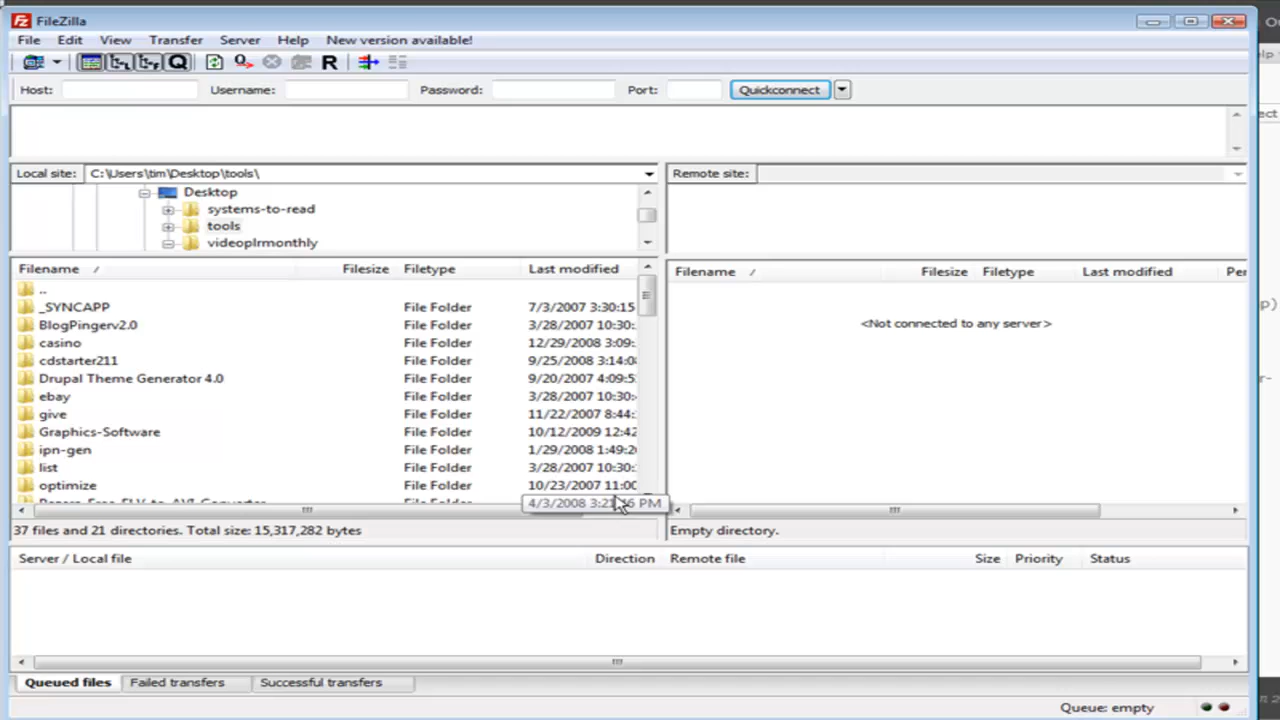 FileZilla
File Edit View Transfer Server Help New version available!
Host: Username: Password: Port: Quickconnect
Local site: C:\Users\tim\Desktop\tools\ Remote site:
Desktop
systems-to-read
tools
videoplrmonthly
Filename / Filesize Filetype Last modified
..
_SYNCAPP File Folder 7/3/2007 3:30:15
BlogPingerv2.0 File Folder 3/28/2007 10:30:
casino File Folder 12/29/2008 3:09:
cdstarter211 File Folder 9/25/2008 3:14:0
Drupal Theme Generator 4.0 File Folder 9/20/2007 4:09:5
ebay File Folder 3/28/2007 10:30:
give File Folder 11/22/2007 8:44:
Graphics-Software File Folder 10/12/2009 12:42
ipn-gen File Folder 1/29/2008 1:49:2
list File Folder 3/28/2007 10:30:
optimize File Folder 10/23/2007 11:00
4/3/2008 PM
37 files and 21 directories. Total size: 15,317,282 bytes
Filename / Filesize Filetype Last modified Per
<Not connected to any server>
Empty directory.
Server / Local file Direction Remote file Size Priority Status
Queued files Failed transfers Successful transfers
Queue: empty